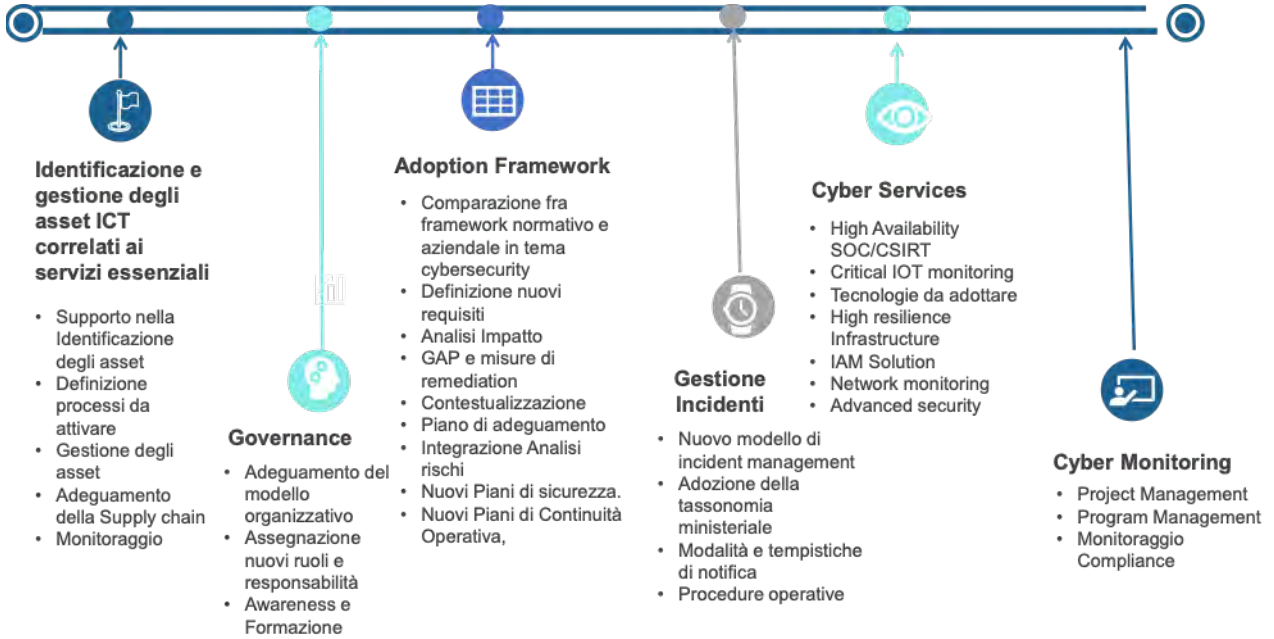 Identificazione e
gestione degli
asset ICT
correlati ai
servizi essenziali
• Supporto nella
Identificazione
degli asset
• Definizione
processi da
attivare
• Gestione degli
asset
• Adeguamento
della Supply chain
• Monitoraggio
Governance
• Adeguamento del
modello
organizzativo
• Assegnazione
nuovi ruoli e
responsabilità
• Awareness e
Formazione
Adoption Framework
• Comparazione fra
framework normativo e
aziendale in tema
cybersecurity
• Definizione nuovi
requisiti
• Analisi Impatto
• GAP e misure di
remediation
• Contestualizzazione
• Piano di adeguamento
• Integrazione Analisi
rischi
• Nuovi Piani di sicurezza.
• Nuovi Piani di Continuità
Operativa,
Gestione
Incidenti
• Nuovo modello di
incident management
• Adozione della
tassonomia
ministeriale
• Modalità e tempistiche
di notifica
• Procedure operative
Cyber Services
• High Availability
SOC/CSIRT
• Critical IOT monitoring
• Tecnologie da adottare
• High resilience
Infrastructure
• IAM Solution
• Network monitoring
• Advanced security
Cyber Monitoring
• Project Management
• Program Management
• Monitoraggio
Compliance